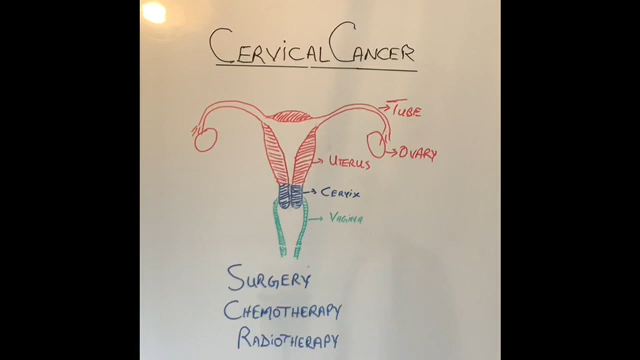 CERVICAL CANCER
TUBE
OVARY
UTERUS
CERVIX
VAGINA
SURGERY
CHEMOTHERAPY
RADIOTHERAPY